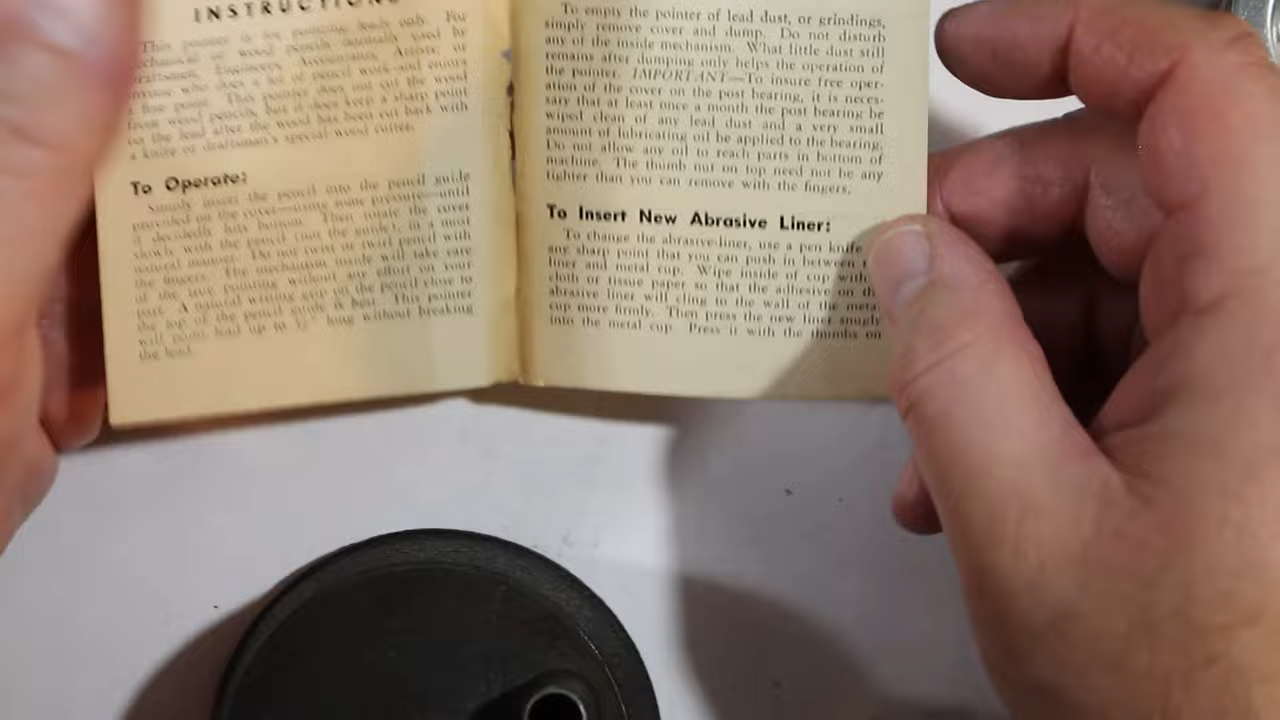 INSTRUCTIONS
This pointer is for pointing leads only. For
mechanical or wood pencils normally used by
Draftsmen, Engineers, Accountants, Artists, or
anyone who does a lot of pencil work and enjoys
a fine point. This pointer does not cut the wood
from wood pencils, but it does keep a sharp point
on the lead after the wood has been cut back with
a knife or draftsman's special wood cutter.
To Operate:
Simply insert the pencil into the pencil guide
provided on the cover—using some pressure—until
it decidedly hits bottom. Then rotate the cover
slowly with the pencil (not the guide), in a most
natural manner. Do not twist or twirl pencil with
the fingers. The mechanism inside will take care
of the lead pointing without any effort on your
part. A natural writing grip on the pencil close to
the top of the pencil guide is best. This pointer
will point lead up to ½" long without breaking
the lead.
To empty the pointer of lead dust, or grindings,
simply remove cover and dump. Do not disturb
any of the inside mechanism. What little dust still
remains after dumping only helps the operation of
the pointer. IMPORTANT—To insure free oper-
ation of the cover on the post bearing, it is neces-
sary that at least once a month the post bearing be
wiped clean of any lead dust and a very small
amount of lubricating oil be applied to the bearing.
Do not allow any oil to reach parts in bottom of
machine. The thumb nut on top need not be any
tighter than you can remove with the fingers.
To Insert New Abrasive Liner:
To change the abrasive-liner, use a pen knife
any sharp point that you can push in between
liner and metal cup. Wipe inside of cup with
cloth or tissue paper so that the adhesive on
abrasive liner will cling to the wall of the
cup more firmly. Then press the new liner snugly
into the metal cup. Press it with the thumbs on